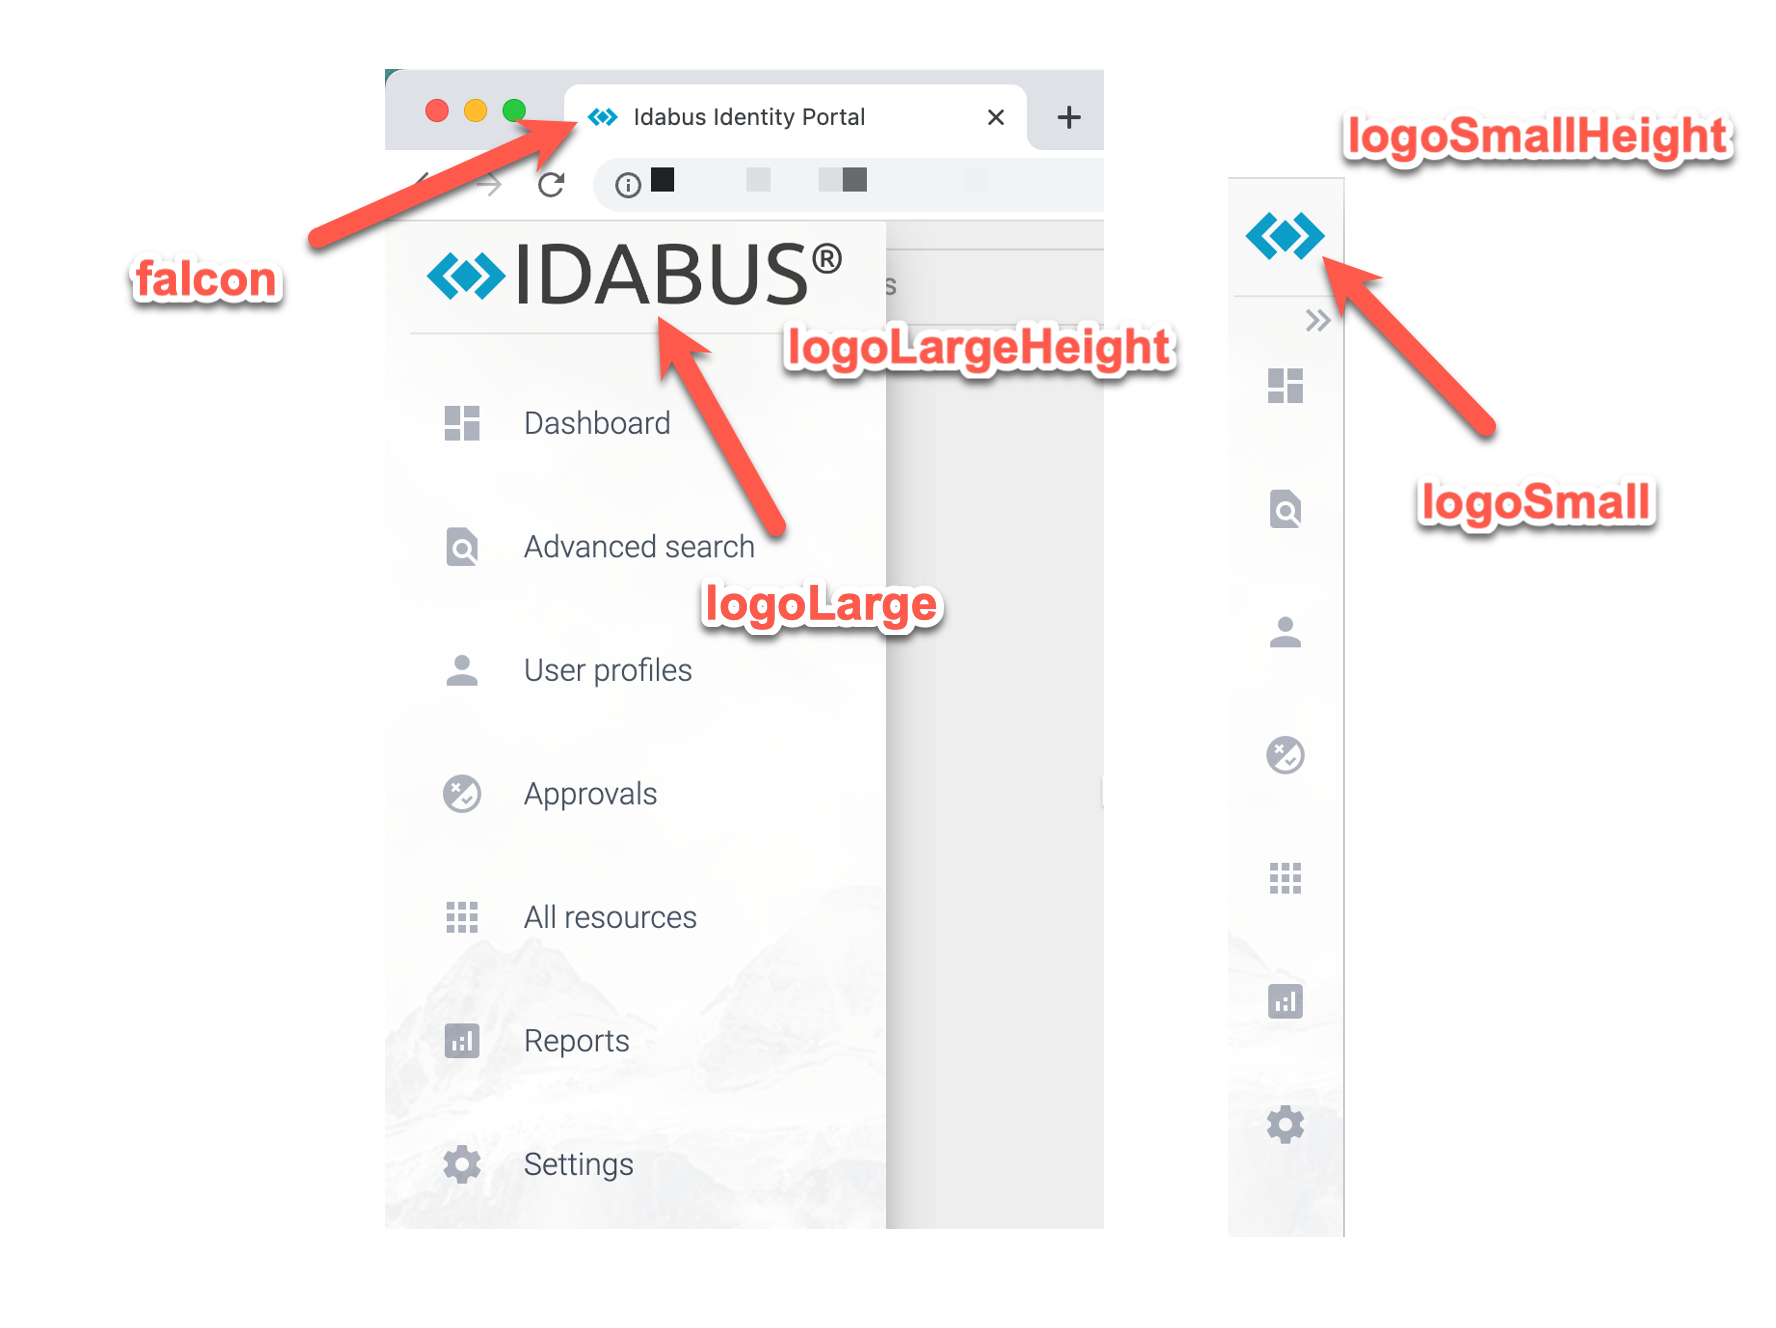 Idabus Identity Portal
logoSmallHeight
falcon
IDABUS®
s
logoLargeHeight
Dashboard
logoSmall
Advanced search
logoLarge
User profiles
Approvals
All resources
Reports
Settings